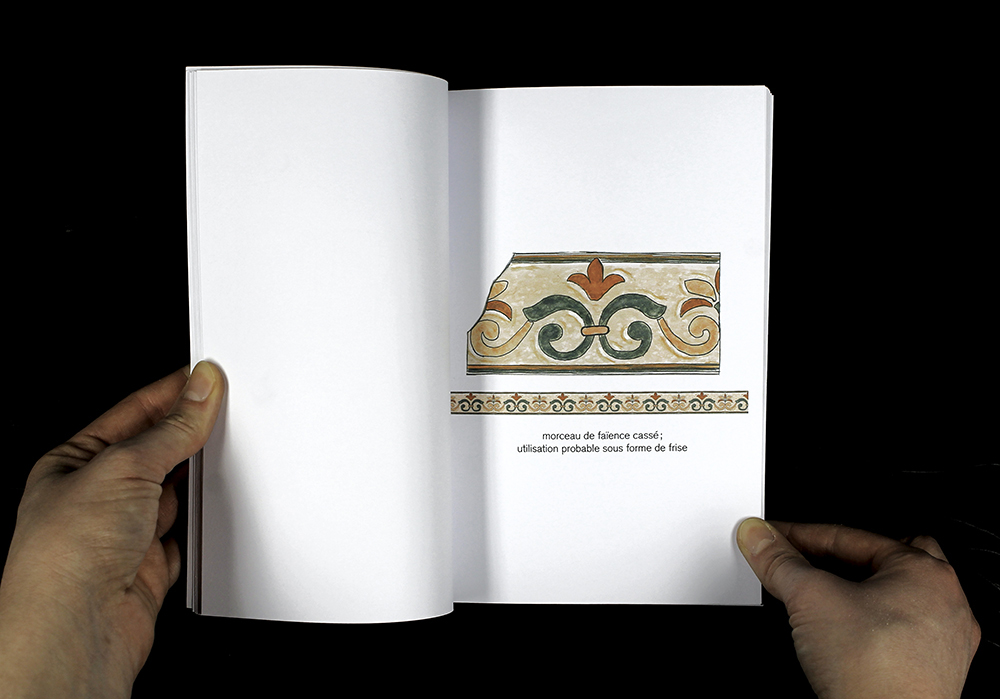 morceau de faïence cassé ;
utilisation probable sous forme de frise